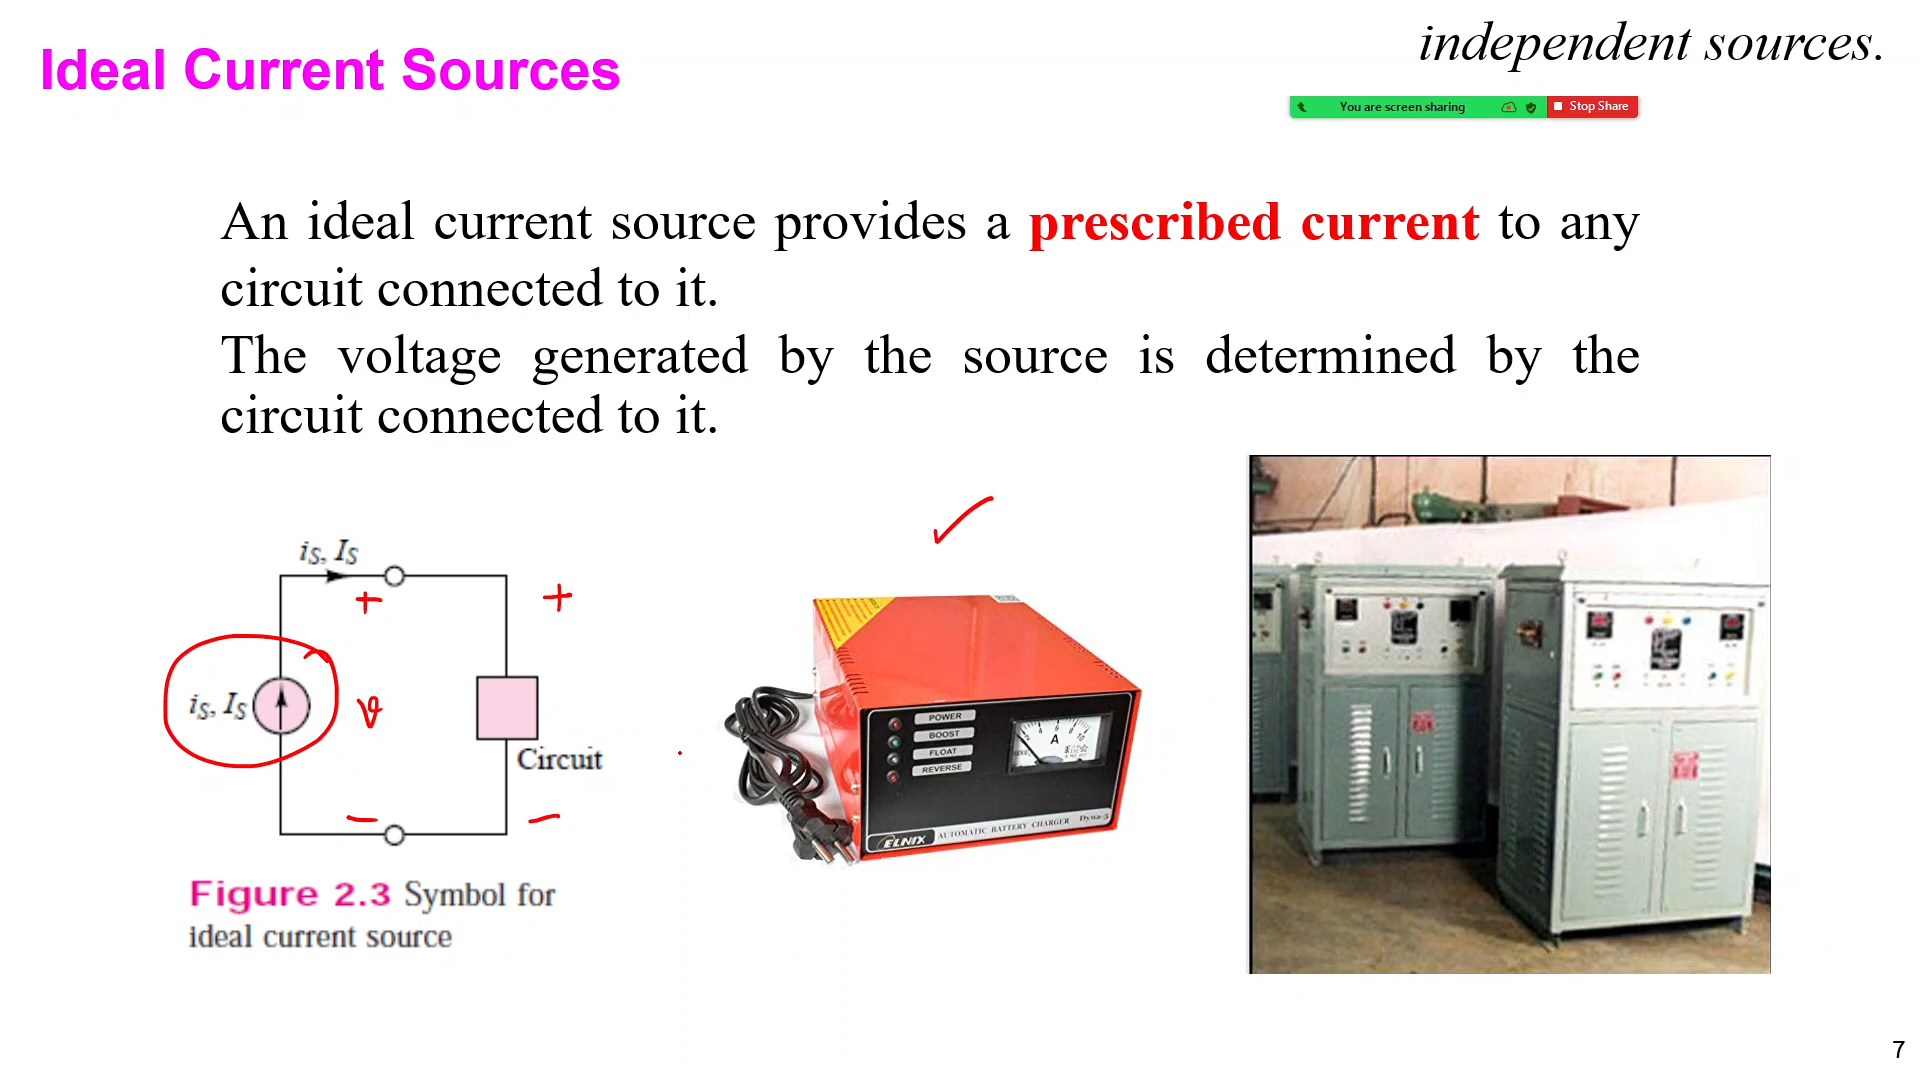 independent sources.
Ideal Current Sources
You are screen sharing
Stop Share
An ideal current source provides a prescribed current to any
circuit connected to it.
The voltage generated by the source is determined by the
circuit connected to it.
iS, IS
+
+
iS, IS
v
Circuit
−
−
Figure 2.3 Symbol for
ideal current source
POWER
BOOST
FLOAT
REVERSE
A
ELNIX AUTOMATIC BATTERY CHARGER Dyna-5
7